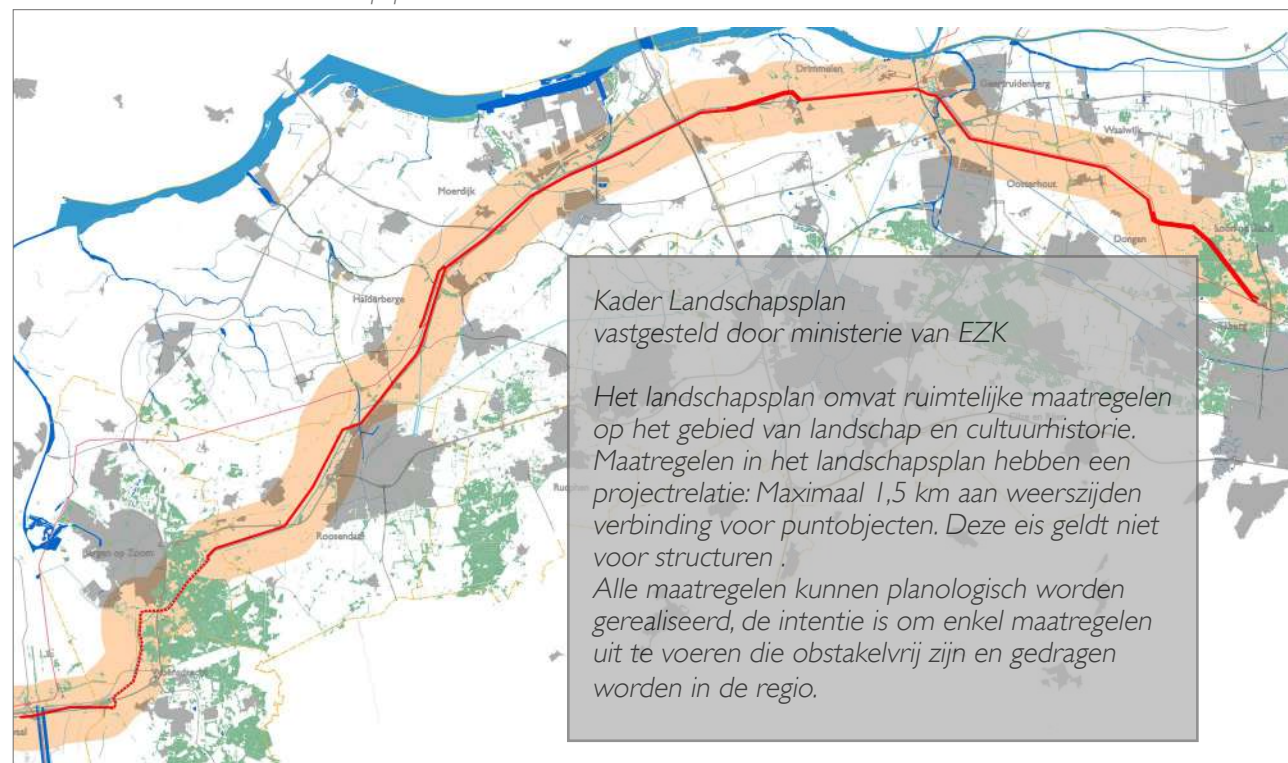 Drimmelen
Geertruidenberg
Waalwijk
Moerdijk
Oosterhout
Loon op Zand
Dongen
Halderberge
Kader Landschapsplan
vastgesteld door ministerie van EZK
Het landschapsplan omvat ruimtelijke maatregelen
op het gebied van landschap en cultuurhistorie.
Maatregelen in het landschapsplan hebben een
projectrelatie: Maximaal 1,5 km aan weerszijden
verbinding voor puntobjecten. Deze eis geldt niet
voor structuren .
Alle maatregelen kunnen planologisch worden
gerealiseerd, de intentie is om enkel maatregelen
uit te voeren die obstakelvrij zijn en gedragen
worden in de regio.
Roosendaal
Bergen op Zoom
Woensdrecht